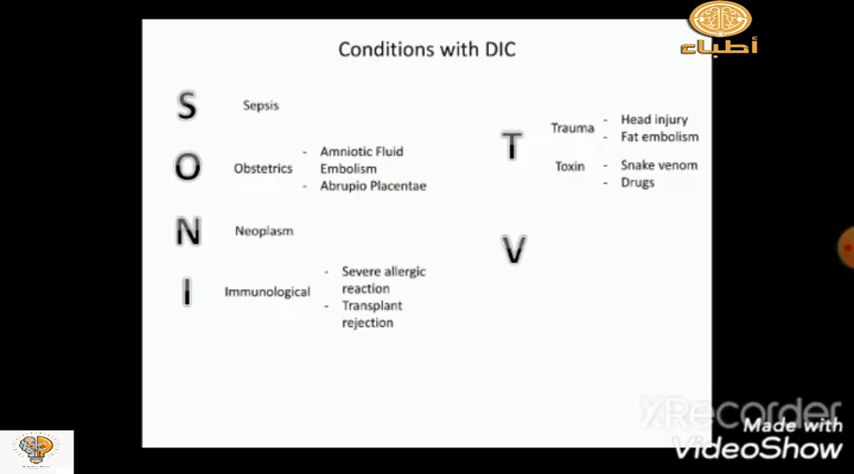 أطباء
Conditions with DIC
S
Sepsis
O
Obstetrics
- Amniotic Fluid
Embolism
- Abrupio Placentae
N
Neoplasm
I
Immunological
- Severe allergic
reaction
- Transplant
rejection
T
Trauma
- Head injury
- Fat embolism
Toxin
- Snake venom
- Drugs
V
XRecorder
Made with
VideoShow